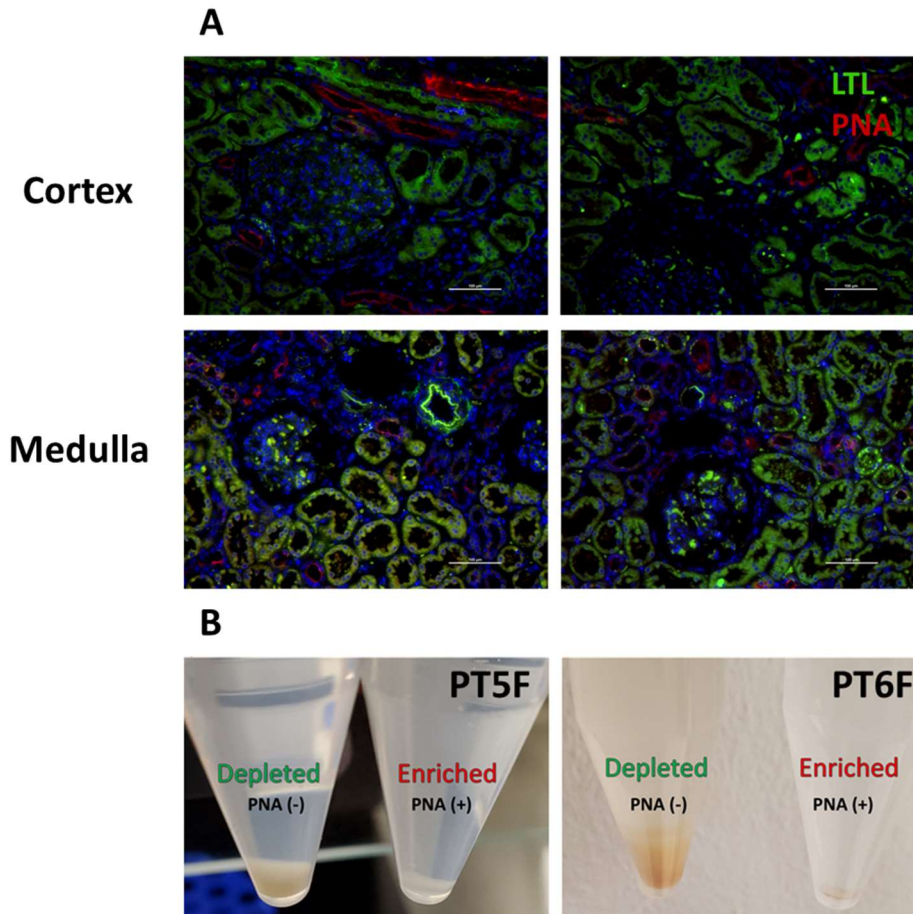 A
LTL
PNA
Cortex
Medulla
B
PT5F
Depleted
PNA (-)
Enriched
PNA (+)
PT6F
Depleted
PNA (-)
Enriched
PNA (+)